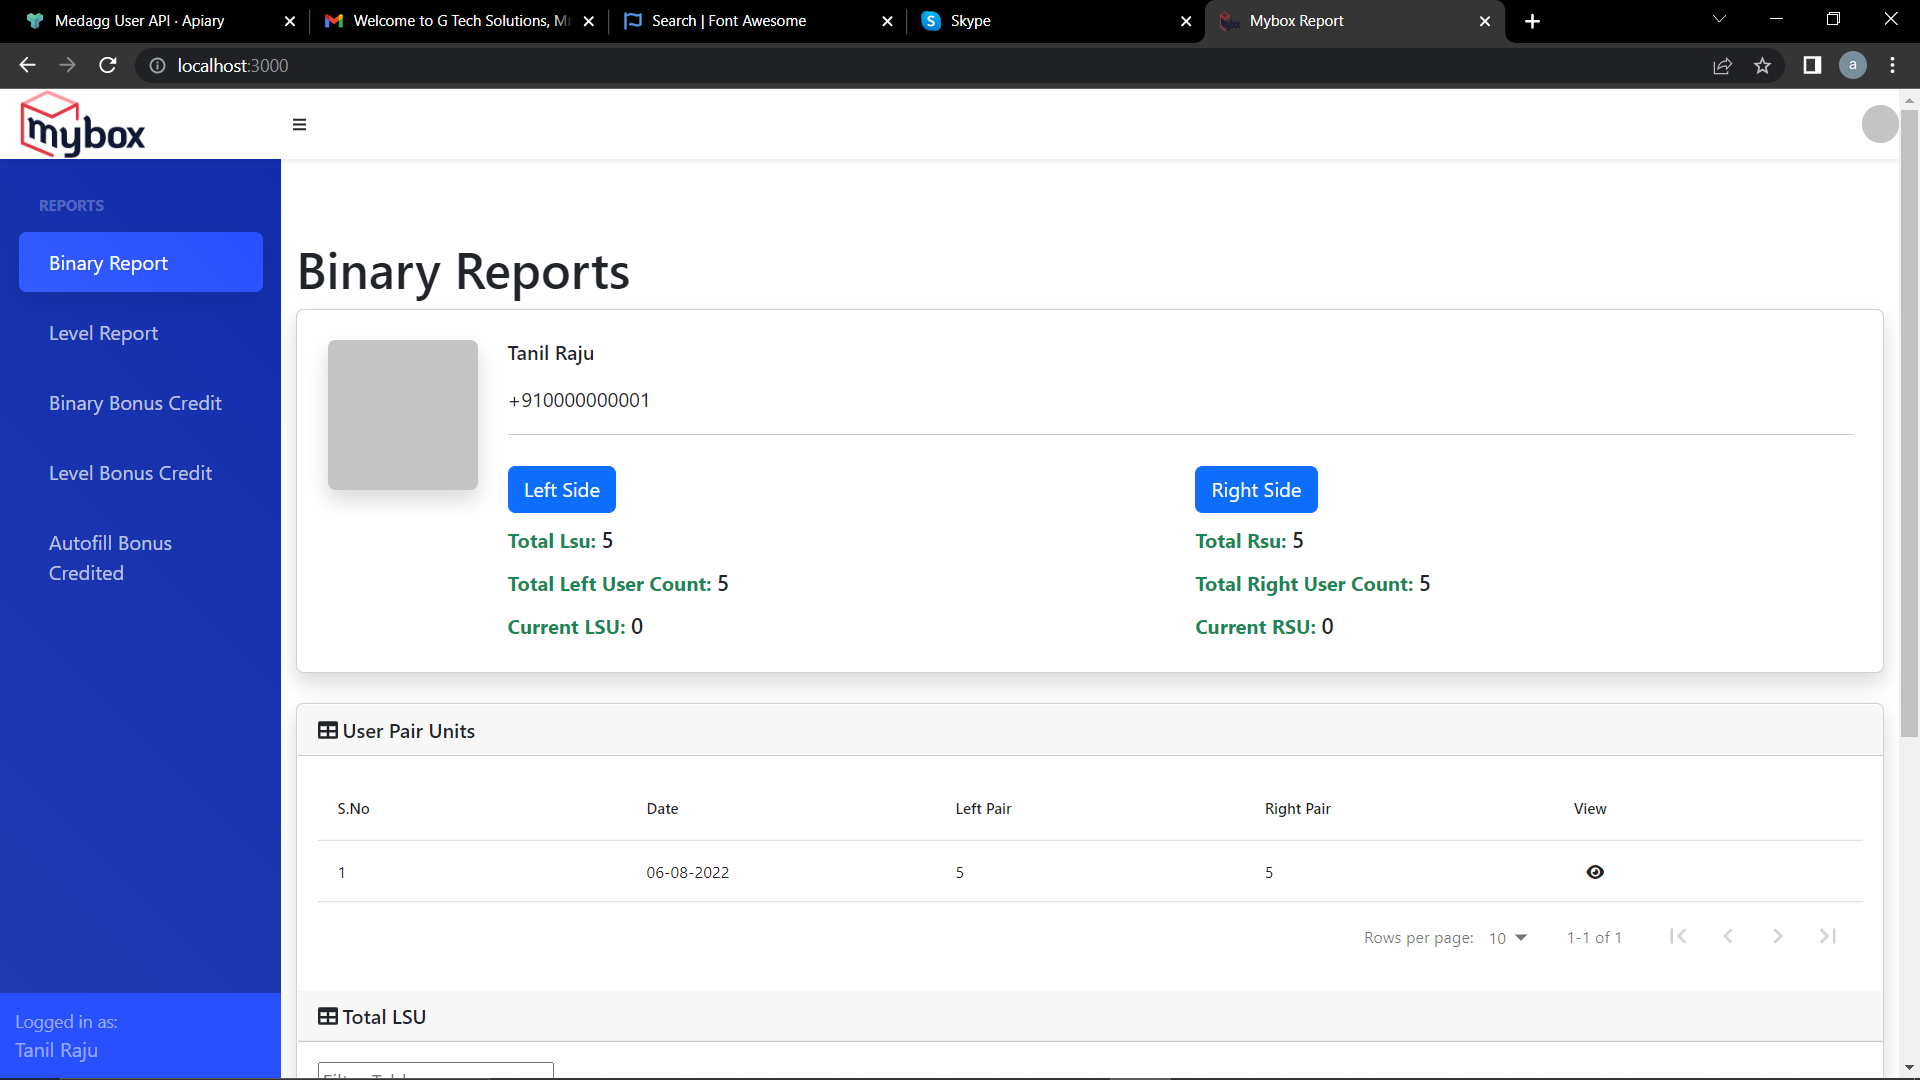 Medagg User API · Apiary
Welcome to G Tech Solutions, Mr
Search | Font Awesome
Skype
Mybox Report
localhost:3000
a
mybox
REPORTS
Binary Report
Level Report
Binary Bonus Credit
Level Bonus Credit
Autofill Bonus
Credited
Logged in as:
Tanil Raju
Binary Reports
Tanil Raju
+910000000001
Left Side
Total Lsu: 5
Total Left User Count: 5
Current LSU: 0
Right Side
Total Rsu: 5
Total Right User Count: 5
Current RSU: 0
User Pair Units
S.No Date Left Pair Right Pair View
1 06-08-2022 5 5
Rows per page: 10 1-1 of 1
Total LSU